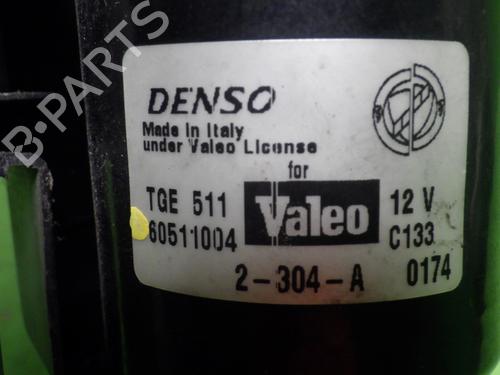 DENSO
Made in Italy
under Valeo License
for
TGE 511 Valeo 12 V
60511004 C133
2-304-A 0174
B-PARTS